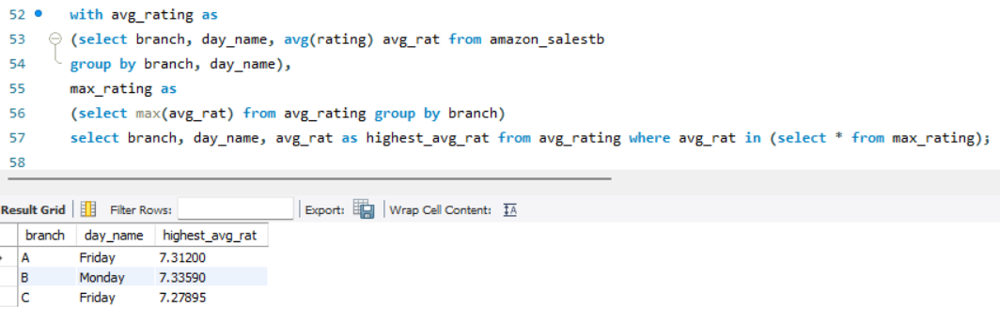 52 with avg_rating as
53 (select branch, day_name, avg(rating) avg_rat from amazon_salestb
54 group by branch, day_name),
55 max_rating as
56 (select max(avg_rat) from avg_rating group by branch)
57 select branch, day_name, avg_rat as highest_avg_rat from avg_rating where avg_rat in (select * from max_rating);
58
Result Grid Filter Rows: Export: Wrap Cell Content: IA
branch day_name highest_avg_rat
A Friday 7.31200
B Monday 7.33590
C Friday 7.27895